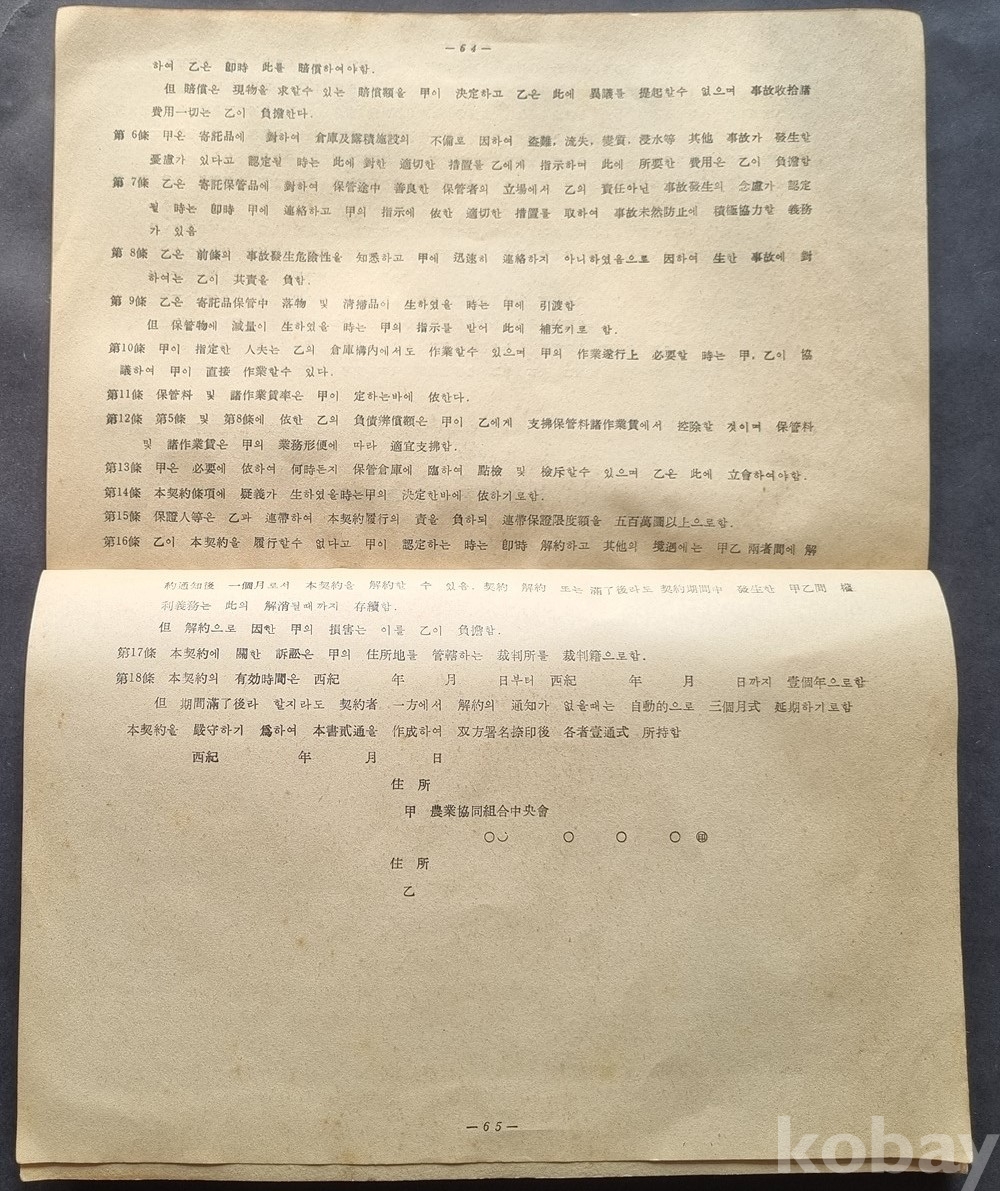 —64—
하여 乙은 卽時 此를 賠償하여야함.
但 賠償은 現物을 求할수 있는 賠償額을 甲이 決定하고 乙은 此에 異議를 提起할수 없으며 事故收拾諸
費用一切는 乙이 負擔한다.
第 6條 甲은 寄託品에 對하여 倉庫及露積施設의 不備로 因하여 盜難, 流失, 變質, 浸水等 其他 事故가 發生할
憂慮가 있다고 認定될 時는 此에 對한 適切한 措置를 乙에게 指示하며 此에 所要한 費用은 乙이 負擔함
第 7條 乙은 寄託保管品에 對하여 保管途中 善良한 保管者의 立場에서 乙의 責任아닌 事故發生의 念慮가 認定
될 時는 卽時 甲에 連絡하고 甲의 指示에 依한 適切한 措置를 取하여 事故未然防止에 積極協力할 義務
가 있음
第 8條 乙은 前條의 事故發生危險性을 知悉하고 甲에 迅速히 連絡하지 아니하였음으로 因하여 生한 事故에 對
하여는 乙이 其責을 負함.
第 9條 乙은 寄託品保管中 落物 및 淸掃品이 生하였을 時는 甲에 引渡함
但 保管物에 減量이 生하였을 時는 甲의 指示를 받어 此에 補充키로 함.
第10條 甲이 指定한 人夫는 乙의 倉庫構內에서도 作業할수 있으며 甲의 作業遂行上 必要할 時는 甲, 乙이 協
議하여 甲이 直接 作業할수 있다.
第11條 保管料 및 諸作業賃率은 甲이 定하는바에 依한다.
第12條 第5條 및 第8條에 依한 乙의 負債辨償額은 甲이 乙에게 支拂保管料諸作業賃에서 控除할 것이며 保管料
및 諸作業賃은 甲의 業務形便에 따라 適宜支拂함.
第13條 甲은 必要에 依하여 何時든지 保管倉庫에 臨하여 點檢 및 檢斥할수 있으며 乙은 此에 立會하여야함.
第14條 本契約條項에 疑義가 生하였을時는甲의 決定한바에 依하기로함.
第15條 保證人等은 乙과 連帶하여 本契約履行의 責을 負하되 連帶保證限度額을 五百萬圜以上으로함.
第16條 乙이 本契約을 履行할수 없다고 甲이 認定하는 時는 卽時 解約하고 其他의 境遇에는 甲乙 兩者間에 解
約通知後 一個月로서 本契約을 解約할 수 있음. 契約 解約 또는 滿了後라도 契約期間中 發生한 甲乙間 權
利義務는 此의 解消될때까지 存續함.
但 解約으로 因한 甲의 損害는 이를 乙이 負擔함.
第17條 本契約에 關한 訴訟은 甲의 住所地를 管轄하는 裁判所를 裁判籍으로함.
第18條 本契約의 有効時間은 西紀 年 月 日부터 西紀 年 月 日까지 壹個年으로함
但 期間滿了後라 할지라도 契約者 一方에서 解約의 通知가 없을때는 自動的으로 三個月式 延期하기로함
本契約을 嚴守하기 爲하여 本書貳通을 作成하여 双方署名捺印後 各者壹通式 所持함
西紀 年 月 日
住 所
甲 農業協同組合中央會
○○ ○ ○ ○ ㊞
住 所
乙
—65—
kobay